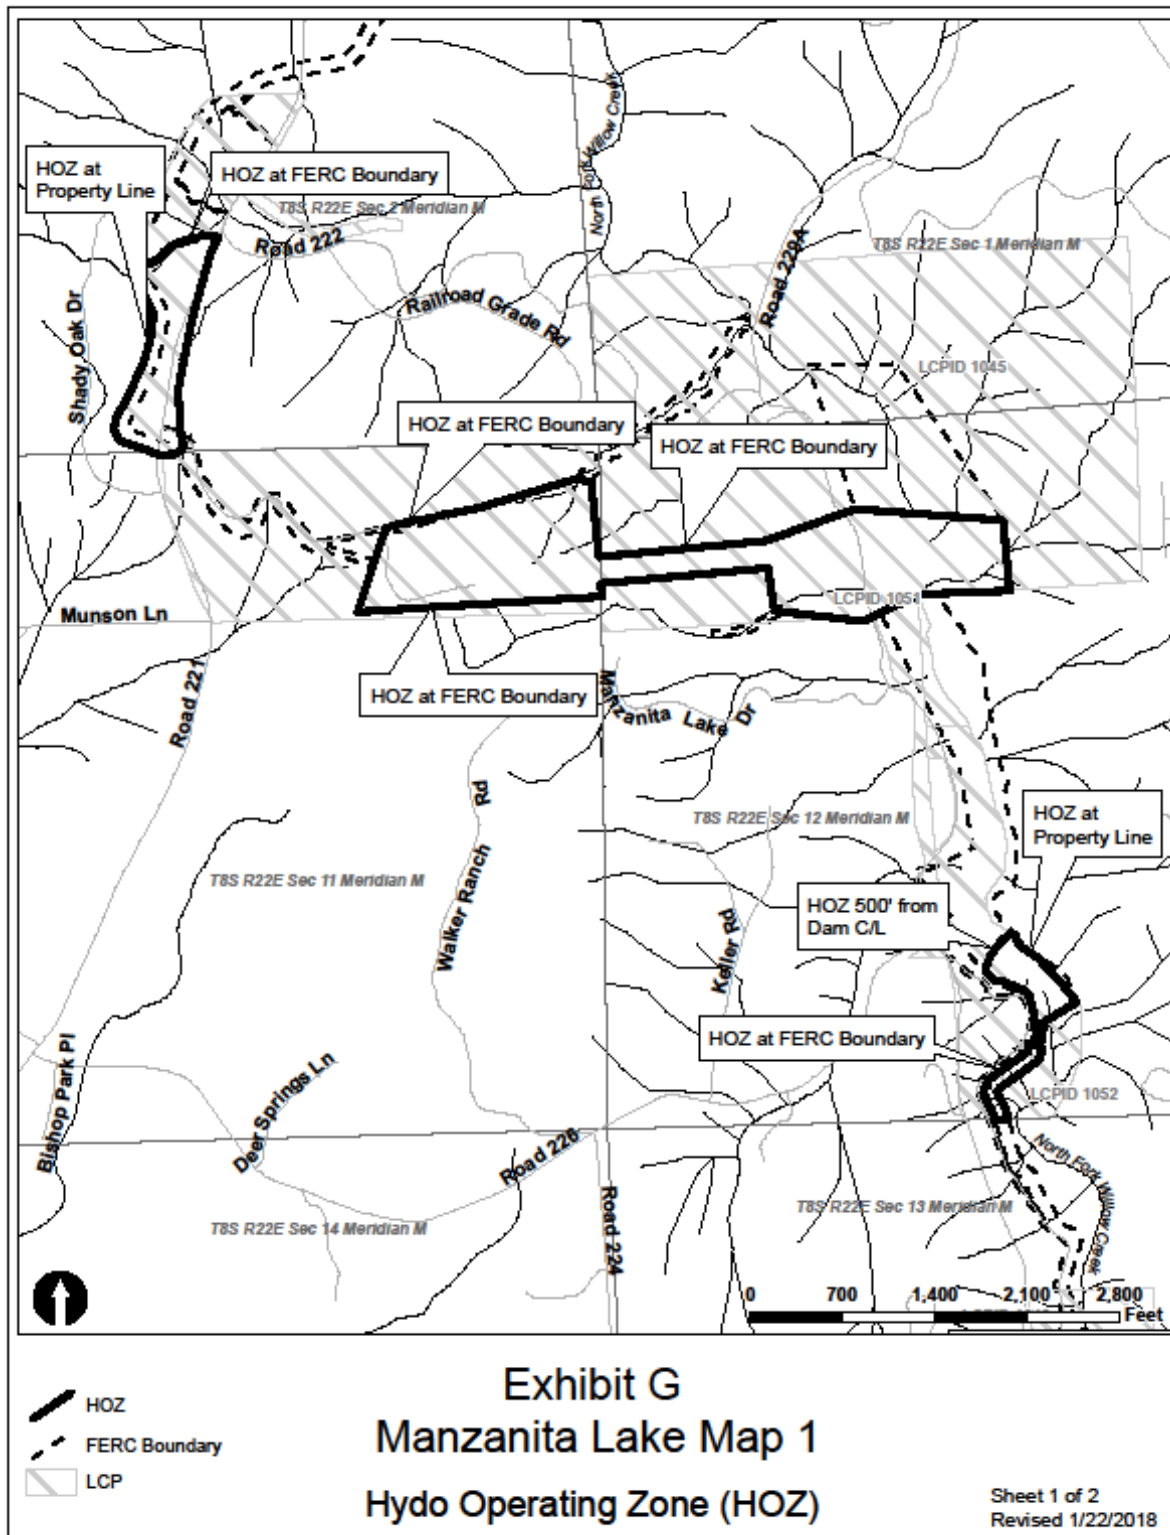 North Fork Willow Creek
HOZ at
Property Line
HOZ at FERC Boundary
T8S R22E Sec 2 Meridian M
Road 222
Road 229A
T8S R22E Sec 1 Meridian M
Railroad Grade Rd
Shady Oak Dr
LCPID 1045
HOZ at FERC Boundary
HOZ at FERC Boundary
Munson Ln
LCPID 1051
Road 221
HOZ at FERC Boundary
Manzanita Lake Dr
Walker Ranch Rd
T8S R22E Sec 12 Meridian M
HOZ at
Property Line
T8S R22E Sec 11 Meridian M
HOZ 500' from
Dam C/L
Keller Rd
HOZ at FERC Boundary
Bishop Park Pl
Deer Springs Ln
LCPID 1052
Road 226
North Fork Willow Creek
Road 224
T8S R22E Sec 13 Meridian M
T8S R22E Sec 14 Meridian M
0 700 1,400 2,100 2,800
Feet
HOZ
FERC Boundary
LCP
Exhibit G
Manzanita Lake Map 1
Hydo Operating Zone (HOZ)
Sheet 1 of 2
Revised 1/22/2018